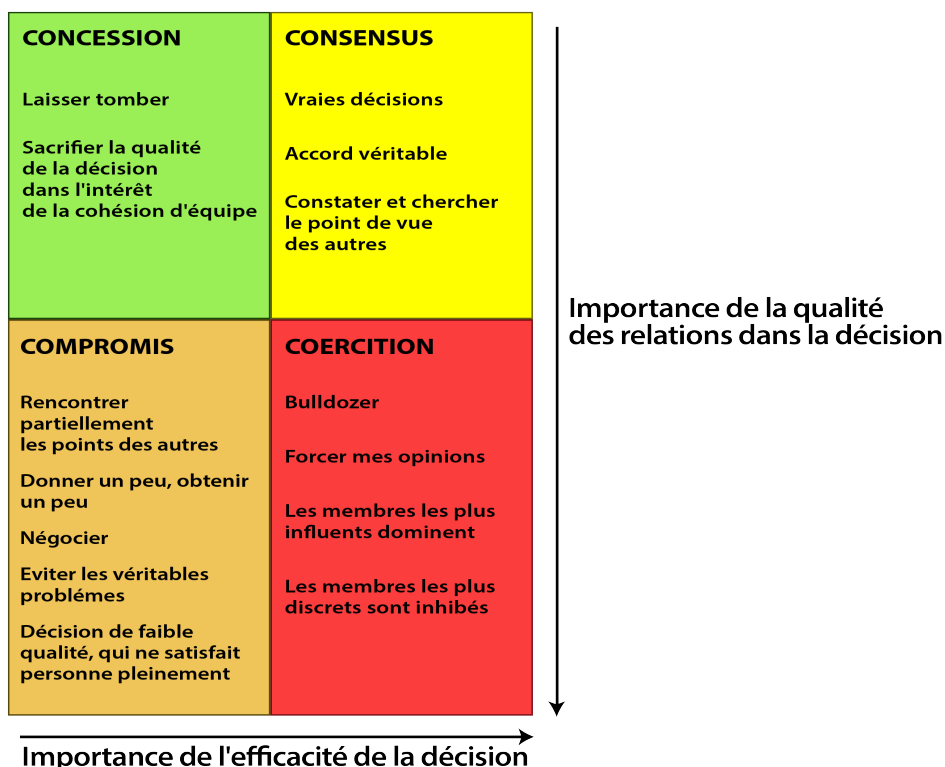 CONCESSION
Laisser tomber
Sacrifier la qualité
de la décision
dans l'intérêt
de la cohésion d'équipe
CONSENSUS
Vraies décisions
Accord véritable
Constater et chercher
le point de vue
des autres
COMPROMIS
Rencontrer
partiellement
les points des autres
Donner un peu, obtenir
un peu
Négocier
Eviter les véritables
problémes
Décision de faible
qualité, qui ne satisfait
personne pleinement
COERCITION
Bulldozer
Forcer mes opinions
Les membres les plus
influents dominent
Les membres les plus
discrets sont inhibés
Importance de la qualité
des relations dans la décision
Importance de l'efficacité de la décision